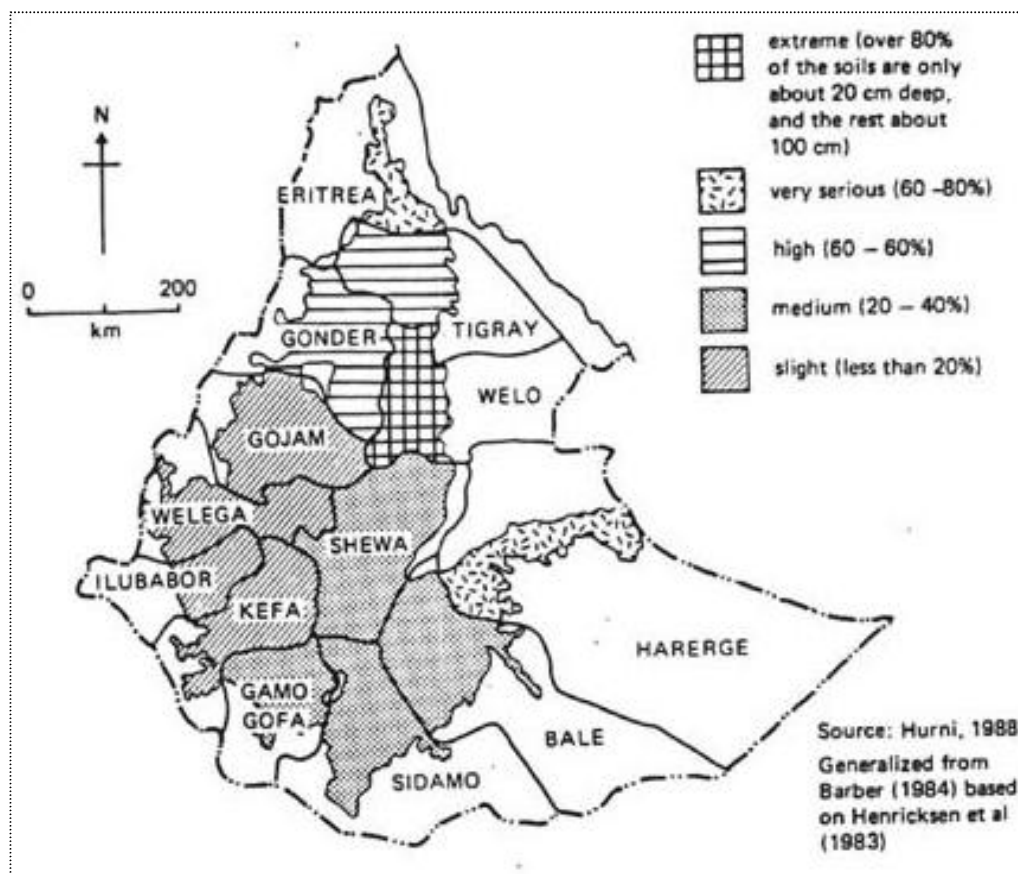 extreme (over 80%
of the soils are only
about 20 cm deep,
and the rest about
100 cm)
N
very serious (60 -80%)
ERITREA
high (60 – 60%)
0 200
km
medium (20 – 40%)
TIGRAY
GONDER
slight (less than 20%)
WELO
GOJAM
WELEGA
SHEWA
ILUBABOR
KEFA
HARERGE
GAMO
GOFA
BALE
SIDAMO
Source: Hurni, 1988
Generalized from
Barber (1984) based
on Henricksen et al
(1983)